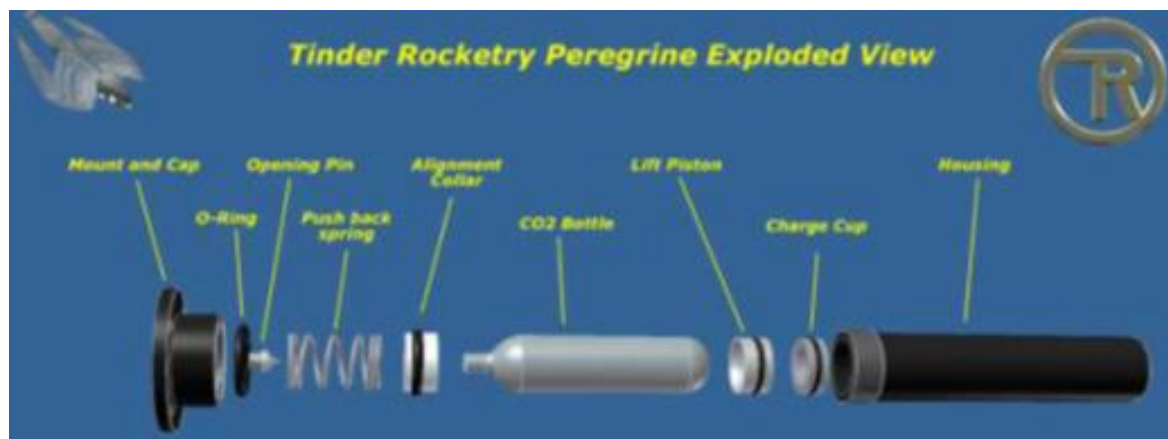 Tinder Rocketry Peregrine Exploded View
TR
Mount and Cap
Opening Pin
Alignment
Collar
Lift Piston
Housing
O-Ring
Push back
spring
CO2 Bottle
Charge Cup